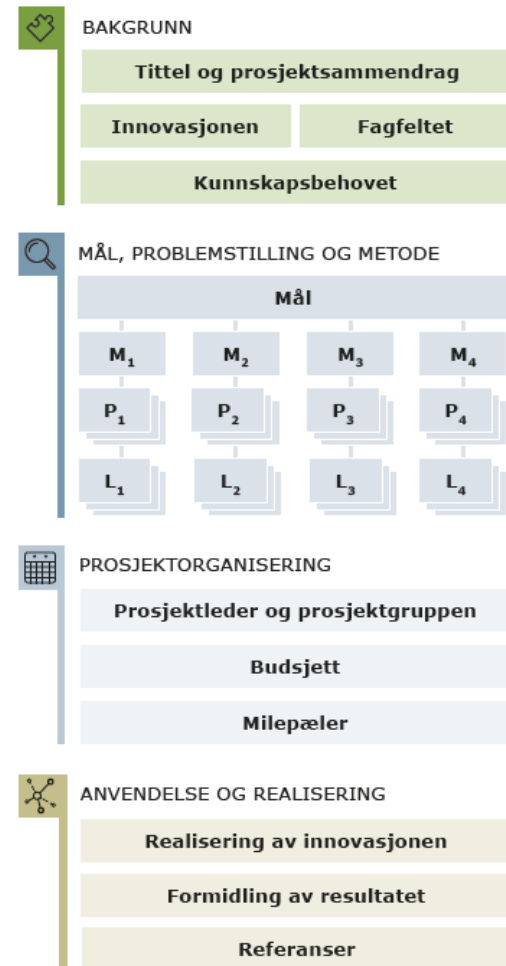 BAKGRUNN
Tittel og prosjektsammendrag
Innovasjonen Fagfeltet
Kunnskapsbehovet
MÅL, PROBLEMSTILLING OG METODE
Mål
M₁ M₂ M₃ M₄
P₁ P₂ P₃ P₄
L₁ L₂ L₃ L₄
PROSJEKTORGANISERING
Prosjektleder og prosjektgruppen
Budsjett
Milepæler
ANVENDELSE OG REALISERING
Realisering av innovasjonen
Formidling av resultatet
Referanser